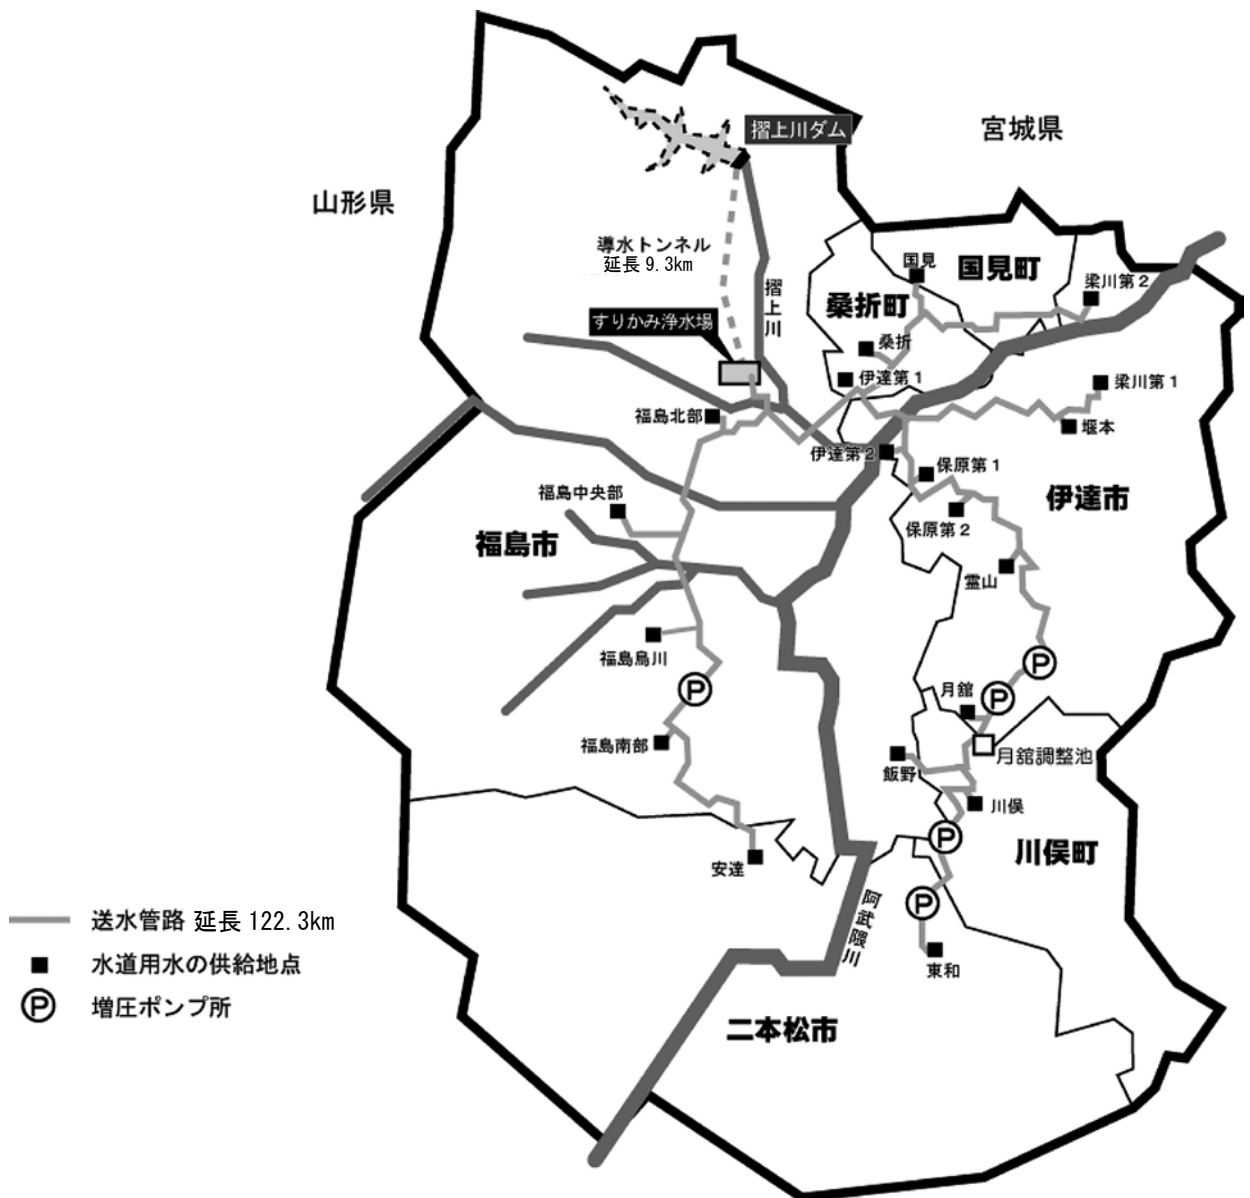 摺上川ダム
宮城県
山形県
導水トンネル
延長 9.3km
摺上川
国見
国見町
梁川第2
桑折町
すりかみ浄水場
桑折
伊達第1
梁川第1
福島北部
堰本
伊達第2
保原第1
福島中央部
伊達市
保原第2
福島市
霊山
福島鳥川
月舘
福島南部
月舘調整池
飯野
川俣
川俣町
安達
阿武隈川
送水管路 延長 122.3km
水道用水の供給地点
東和
P
増圧ポンプ所
二本松市
P
P
P
P
P